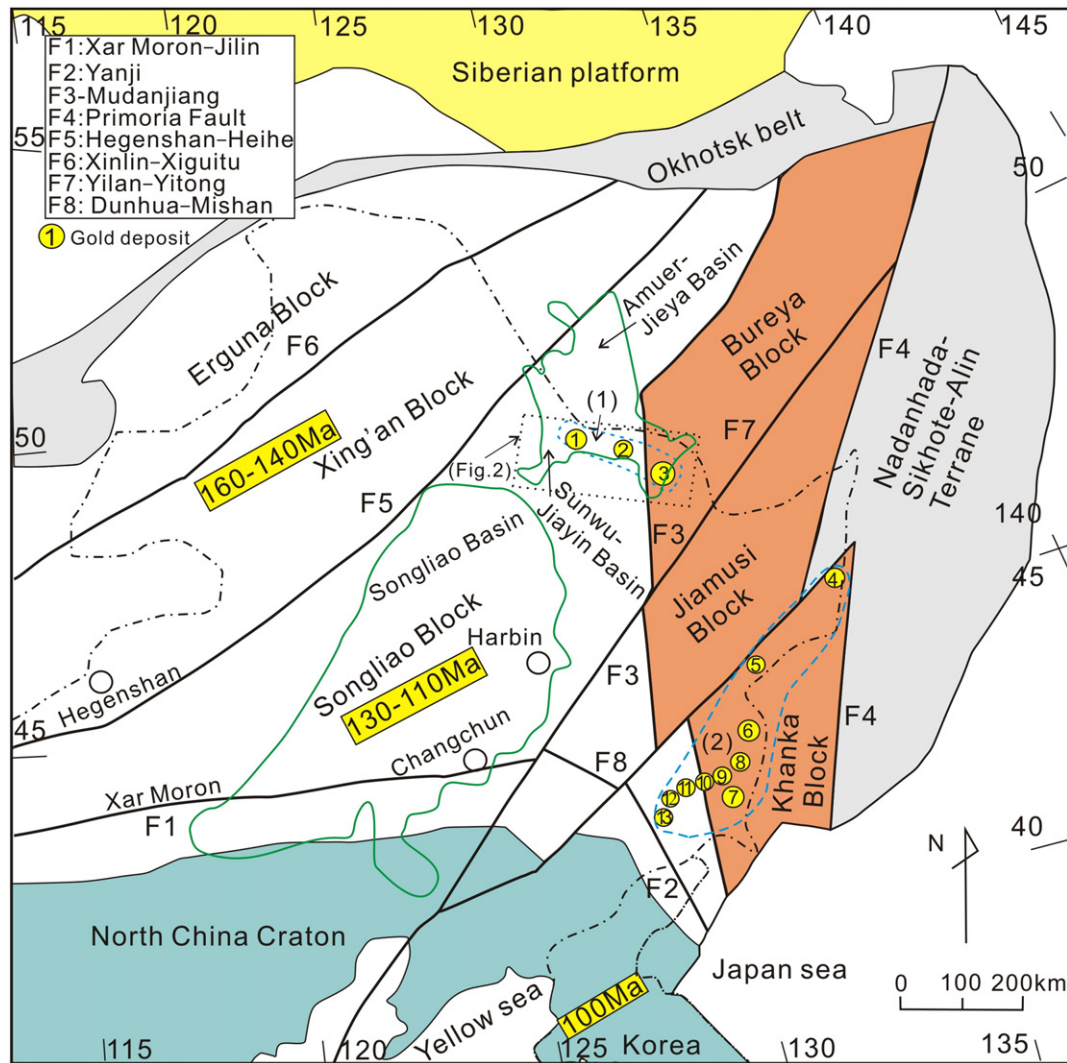 115
120
125
130
135
140
145
F1:Xar Moron-Jilin
F2:Yanji
F3-Mudanjiang
F4:Primoria Fault
F5:Hegenshan-Heihe
F6:Xinlin-Xiguitu
F7:Yilan-Yitong
F8: Dunhua-Mishan
1 Gold deposit
Siberian platform
55
Okhotsk belt
50
Erguna Block
F6
Amuer-
Jieya Basin
Bureya
Block
F4
Nadanhada-
Sikhote-Alin
Terrane
F7
160-140Ma
Xing'an Block
50
(1)
1
2
3
(Fig.2)
F5
Sunwu-
Jiayin Basin
F3
140
45
Songliao Basin
Jiamusi
Block
4
Songliao Block
Harbin
130-110Ma
Hegenshan
5
F3
F4
45
Changchun
(2)
6
Khanka
Block
F8
8
9
10
11
12
13
7
Xar Moron
F1
40
N
F2
North China Craton
Japan sea
0 100 200km
Yellow sea
100Ma
Korea
115
120
125
130
135